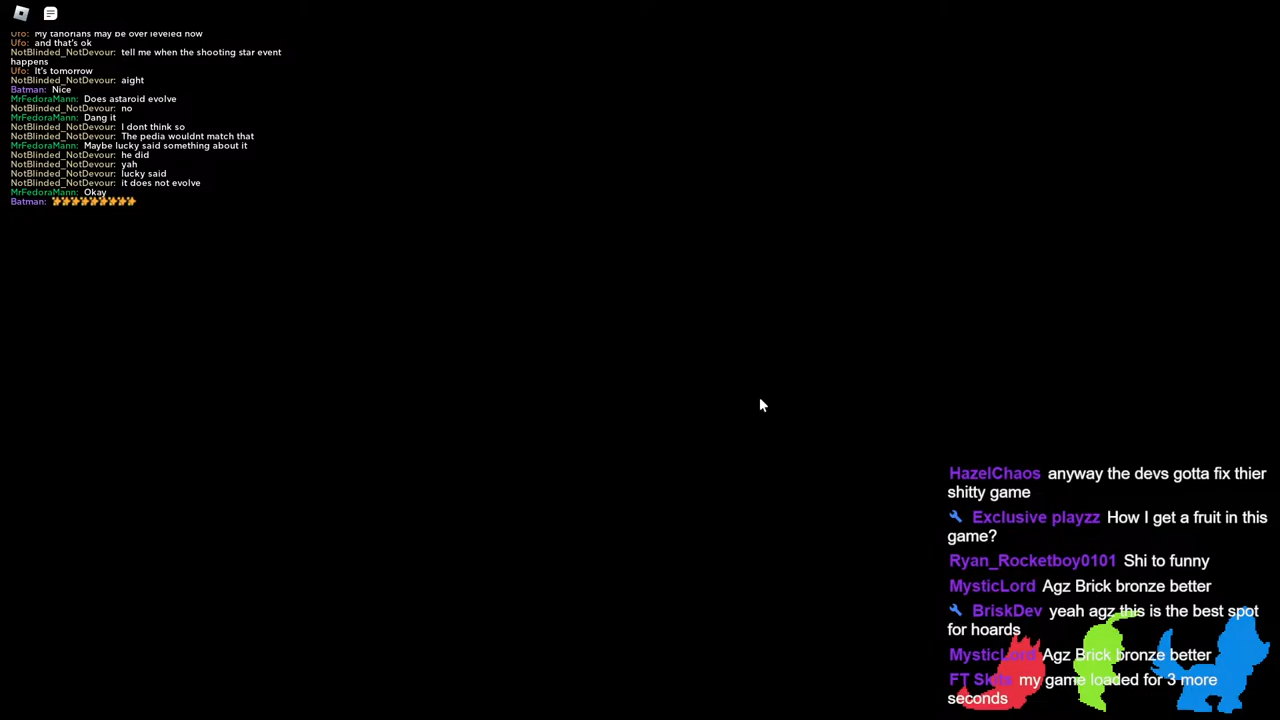 Ufo: My tahorians may be over leveled now
Ufo: and that's ok
NotBlinded_NotDevour: tell me when the shooting star event
happens
Ufo: It's tomorrow
NotBlinded_NotDevour: aight
Batman: Nice
MrFedoraMann: Does astaroid evolve
NotBlinded_NotDevour: no
MrFedoraMann: Dang it
NotBlinded_NotDevour: I dont think so
NotBlinded_NotDevour: The pedia wouldnt match that
MrFedoraMann: Maybe lucky said something about it
NotBlinded_NotDevour: he did
NotBlinded_NotDevour: yah
NotBlinded_NotDevour: lucky said
NotBlinded_NotDevour: it does not evolve
MrFedoraMann: Okay
Batman: ✨✨✨✨✨✨✨✨✨
HazelChaos anyway the devs gotta fix thier
shitty game
Exclusive playzz How I get a fruit in this
game?
Ryan_Rocketboy0101 Shi to funny
MysticLord Agz Brick bronze better
BriskDev yeah agz this is the best spot
for hoards
MysticLord Agz Brick bronze better
FT my game loaded for 3 more
seconds